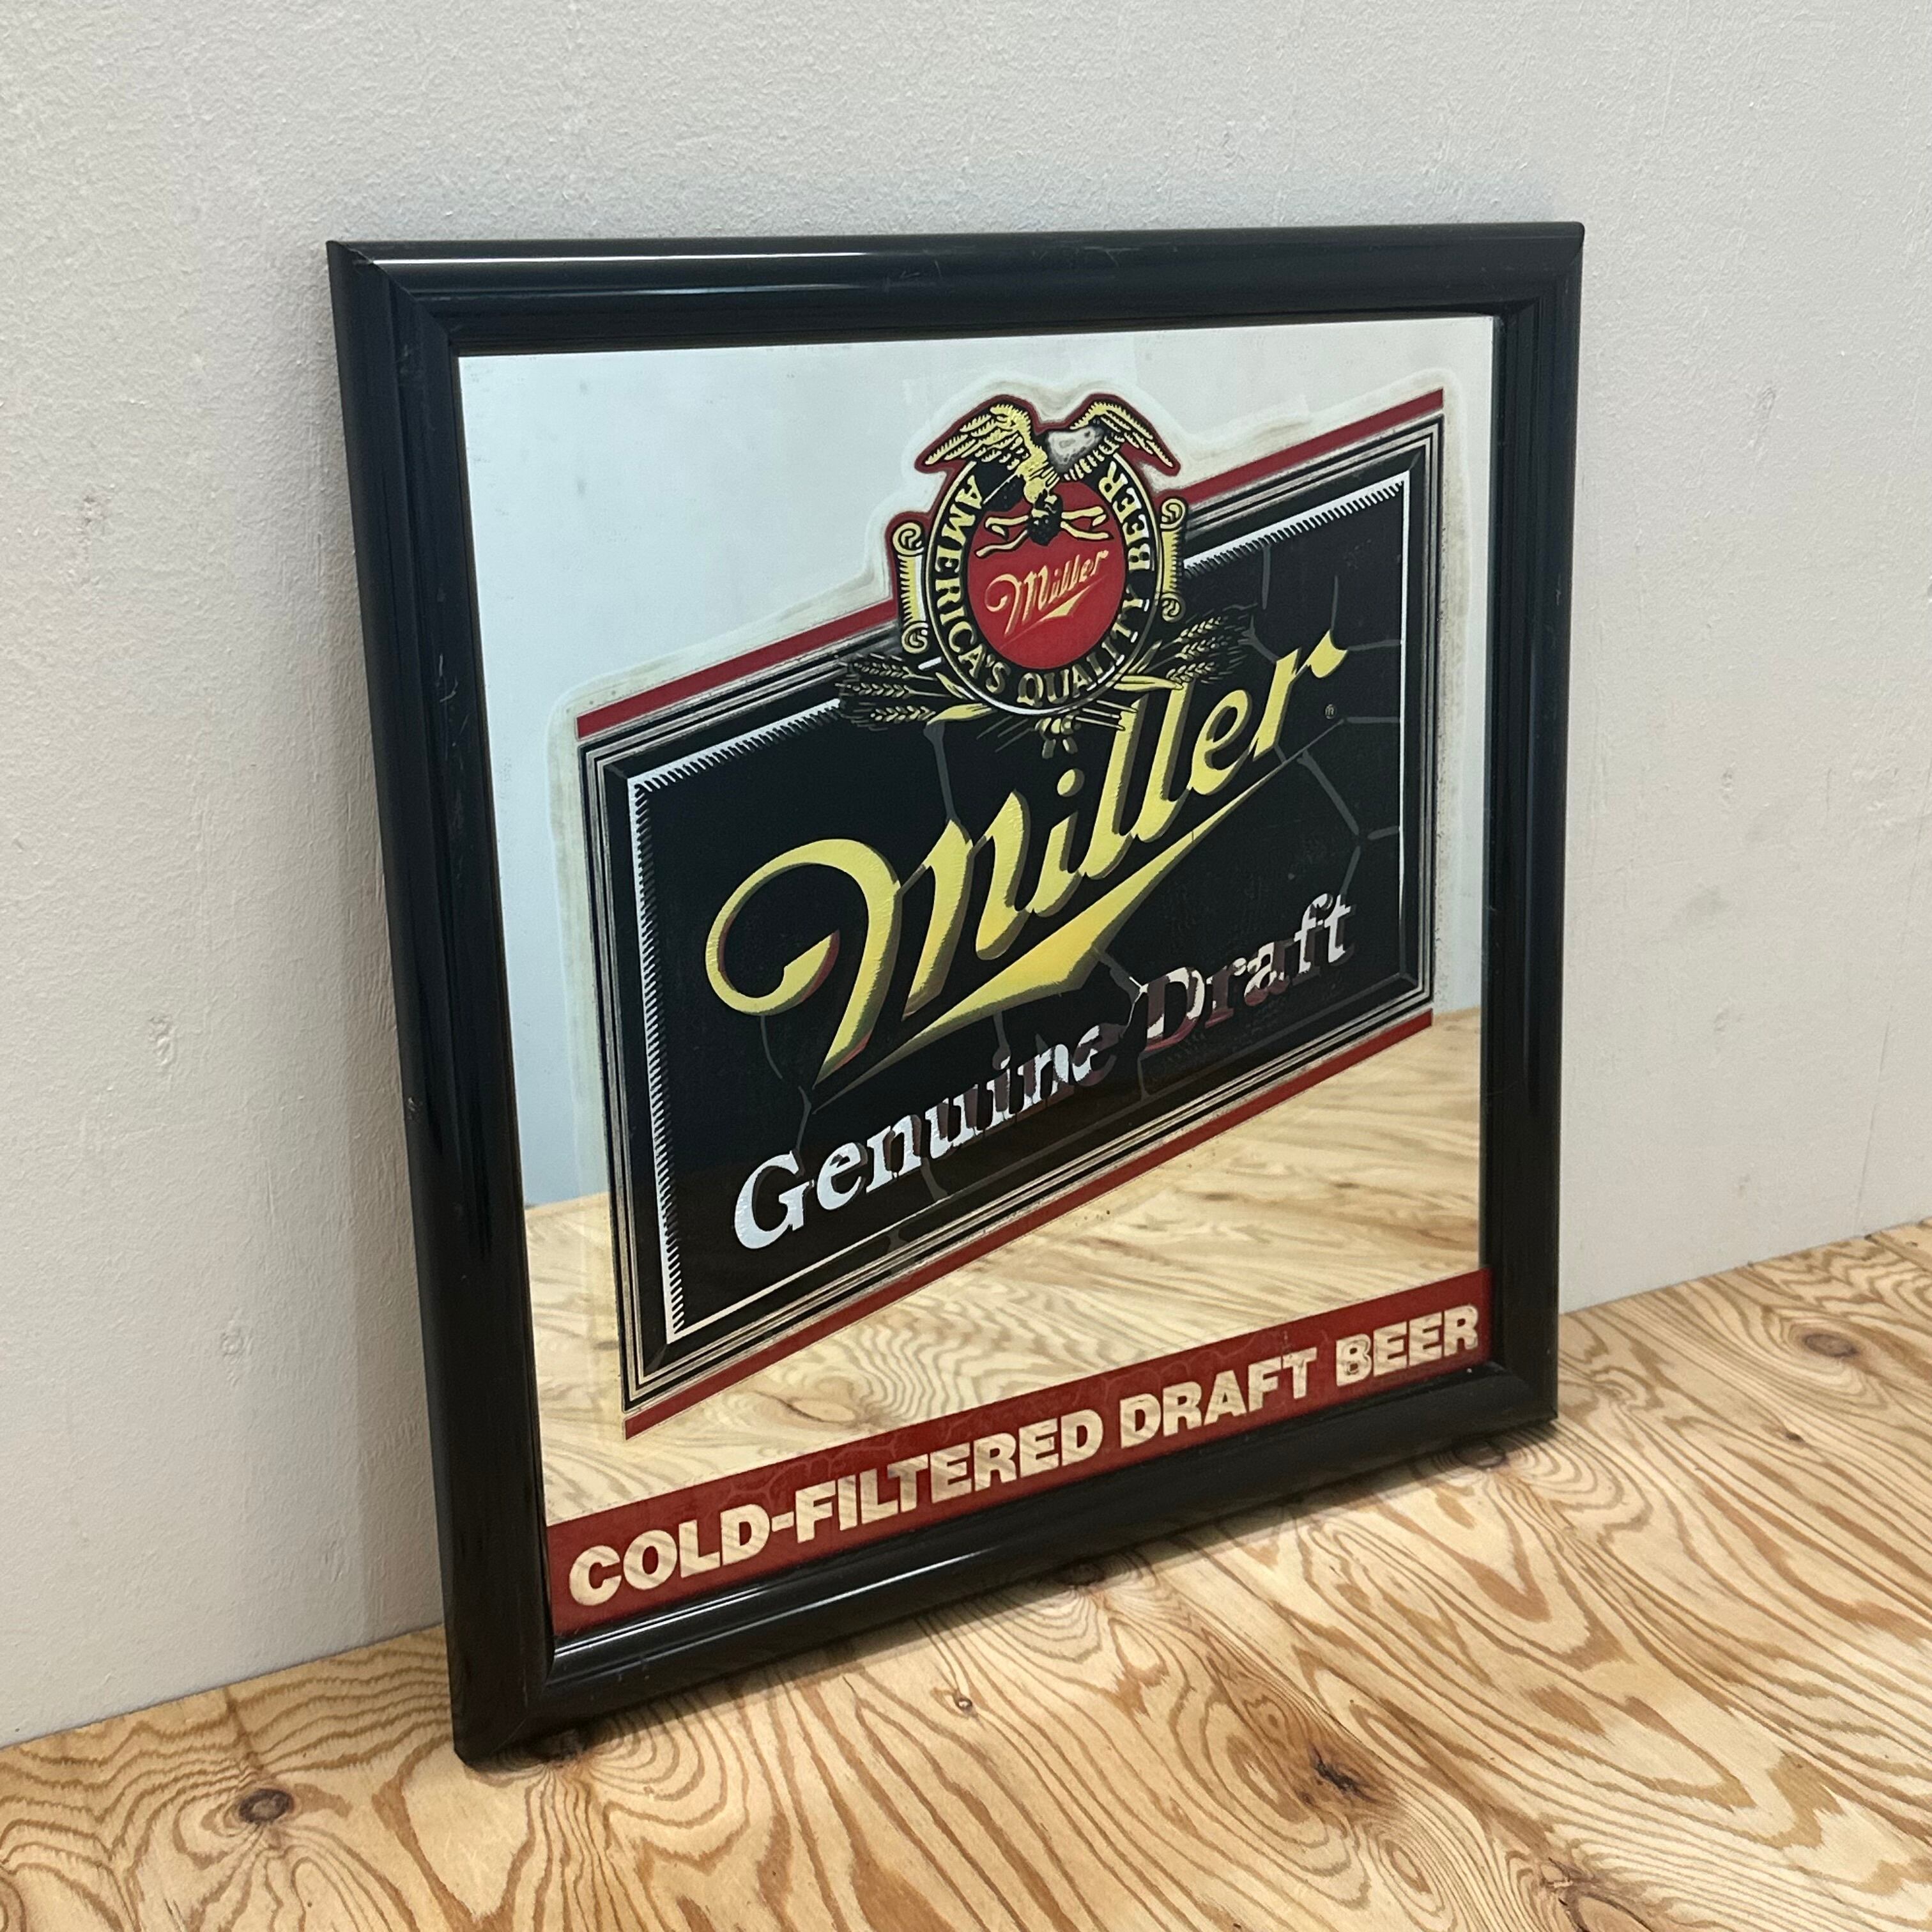 AMERICA'S QUALITY BEER
Miller
Miller
®
Genuine Draft
COLD-FILTERED DRAFT BEER